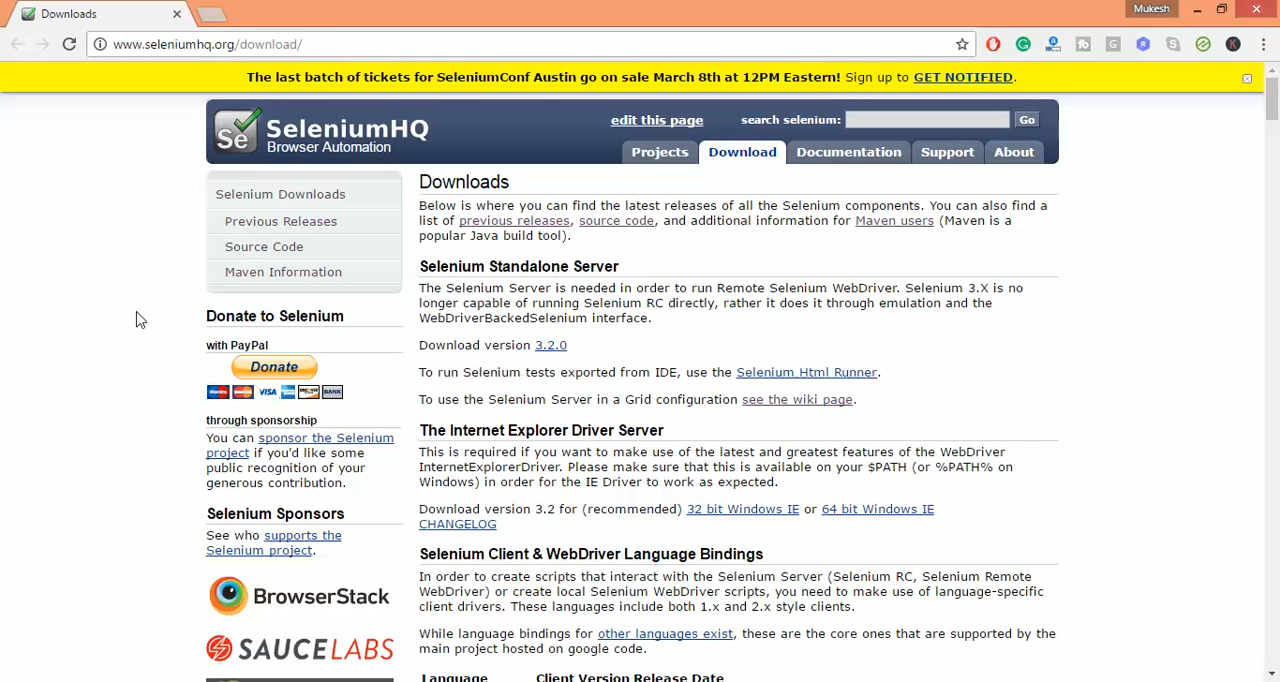 Downloads
Mukesh
www.seleniumhq.org/download/
The last batch of tickets for SeleniumConf Austin go on sale March 8th at 12PM Eastern! Sign up to GET NOTIFIED.
Se SeleniumHQ
Browser Automation
edit this page
search selenium:
Go
Projects Download Documentation Support About
Selenium Downloads
Previous Releases
Source Code
Maven Information
Donate to Selenium
with PayPal
Donate
VISA
BANK
through sponsorship
You can sponsor the Selenium
project if you'd like some
public recognition of your
generous contribution.
Selenium Sponsors
See who supports the
Selenium project.
BrowserStack
SAUCELABS
Downloads
Below is where you can find the latest releases of all the Selenium components. You can also find a
list of previous releases, source code, and additional information for Maven users (Maven is a
popular Java build tool).
Selenium Standalone Server
The Selenium Server is needed in order to run Remote Selenium WebDriver. Selenium 3.X is no
longer capable of running Selenium RC directly, rather it does it through emulation and the
WebDriverBackedSelenium interface.
Download version 3.2.0
To run Selenium tests exported from IDE, use the Selenium Html Runner.
To use the Selenium Server in a Grid configuration see the wiki page.
The Internet Explorer Driver Server
This is required if you want to make use of the latest and greatest features of the WebDriver
InternetExplorerDriver. Please make sure that this is available on your $PATH (or %PATH% on
Windows) in order for the IE Driver to work as expected.
Download version 3.2 for (recommended) 32 bit Windows IE or 64 bit Windows IE
CHANGELOG
Selenium Client & WebDriver Language Bindings
In order to create scripts that interact with the Selenium Server (Selenium RC, Selenium Remote
WebDriver) or create local Selenium WebDriver scripts, you need to make use of language-specific
client drivers. These languages include both 1.x and 2.x style clients.
While language bindings for other languages exist, these are the core ones that are supported by the
main project hosted on google code.
Language Client Version Release Date